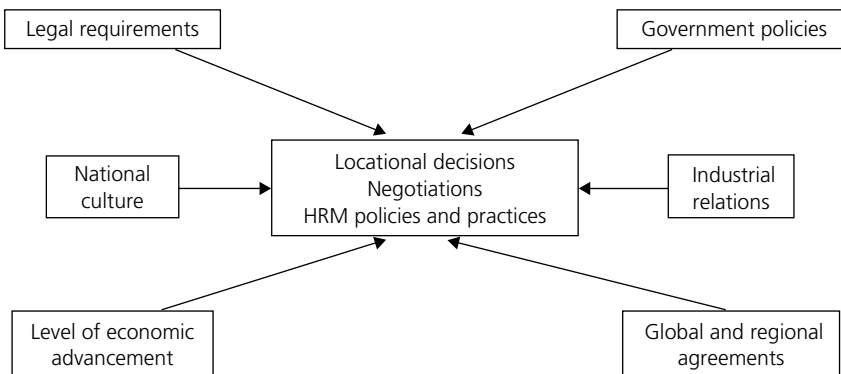 Legal requirements
Government policies
Locational decisions
Negotiations
HRM policies and practices
National
culture
Industrial
relations
Level of economic
advancement
Global and regional
agreements